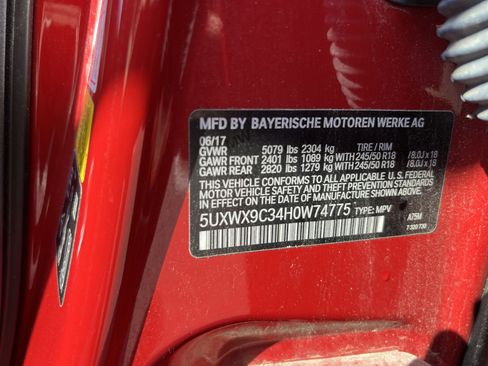 MFD BY BAYERISCHE MOTOREN WERKE AG
06/17
GVWR 5079 lbs 2304 kg TIRE / RIM
GAWR FRONT 2401 lbs 1089 kg WITH 245/50 R18 /8.0J x 18
GAWR REAR 2820 lbs 1279 kg WITH 245/50 R18 /8.0J x 18
THIS VEHICLE CONFORMS TO ALL APPLICABLE FEDERAL
MOTOR VEHICLE SAFETY AND THEFT PREVENTION STANDARDS
IN EFFECT ON THE DATE OF MANUFACTURE SHOWN ABOVE.
5UXWX9C34H0W74775 TYPE: MPV
A75M
7 320 730